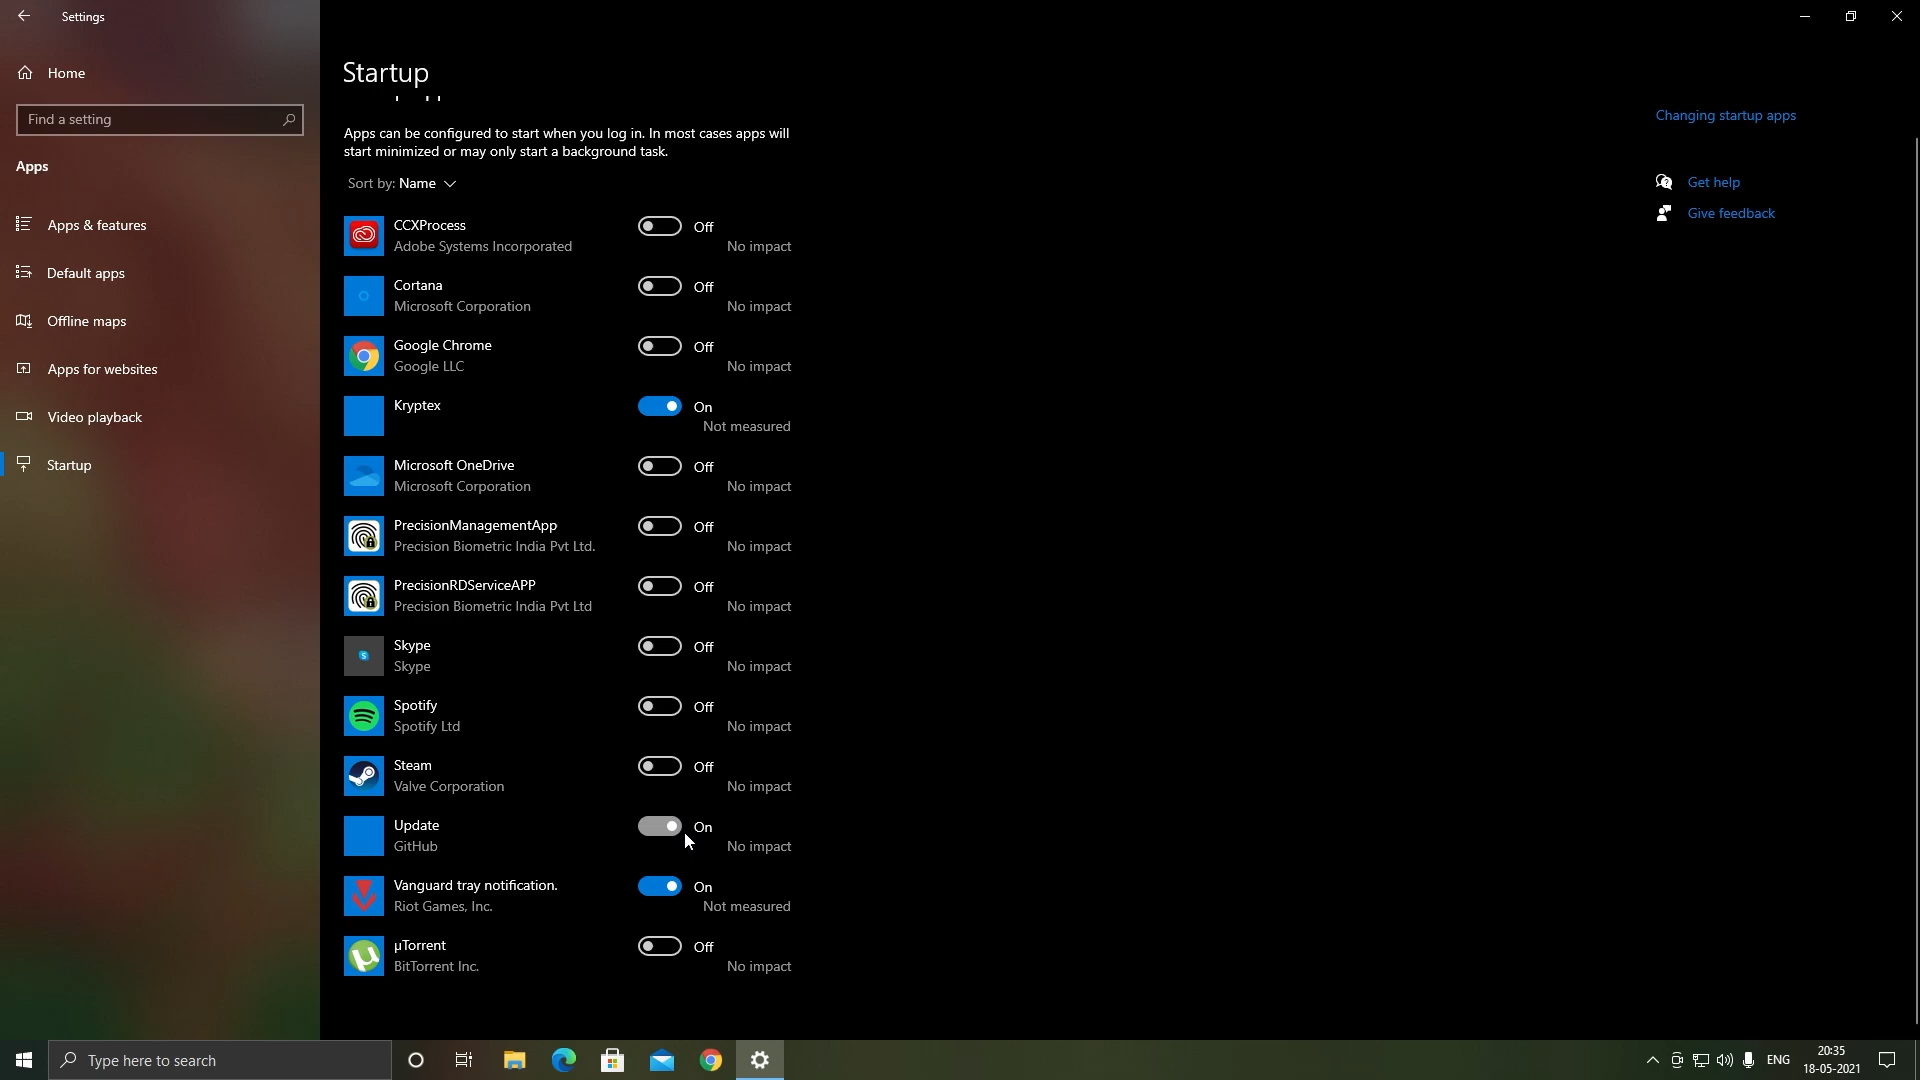 Settings
Home
Find a setting
Apps
Apps & features
Default apps
Offline maps
Apps for websites
Video playback
Startup
Startup
Apps can be configured to start when you log in. In most cases apps will
start minimized or may only start a background task.
Sort by: Name
CCXProcess
Adobe Systems Incorporated
Off
No impact
Cortana
Microsoft Corporation
Off
No impact
Google Chrome
Google LLC
Off
No impact
Kryptex
On
Not measured
Microsoft OneDrive
Microsoft Corporation
Off
No impact
PrecisionManagementApp
Precision Biometric India Pvt Ltd.
Off
No impact
PrecisionRDServiceAPP
Precision Biometric India Pvt Ltd
Off
No impact
Skype
Skype
Off
No impact
Spotify
Spotify Ltd
Off
No impact
Steam
Valve Corporation
Off
No impact
Update
GitHub
On
No impact
Vanguard tray notification.
Riot Games, Inc.
On
Not measured
µTorrent
BitTorrent Inc.
Off
No impact
Changing startup apps
Get help
Give feedback
Type here to search
ENG
20:35
18-05-2021